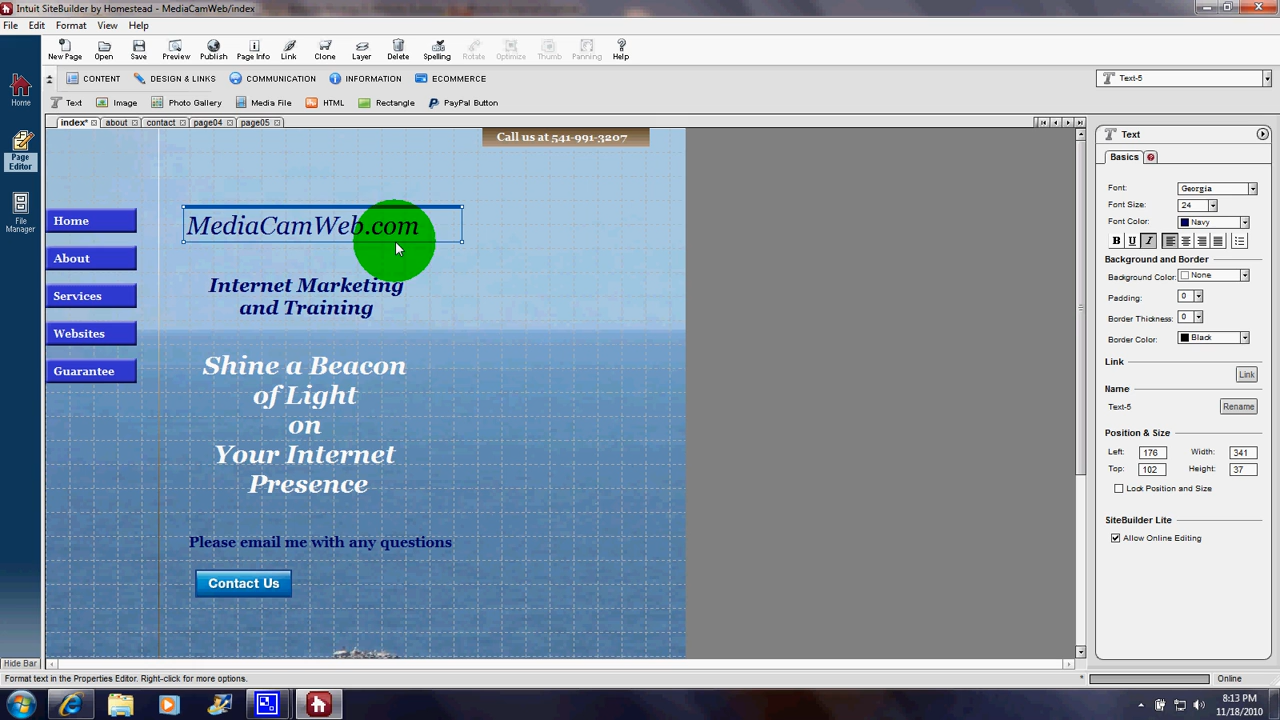 Intuit SiteBuilder by Homestead - MediaCamWeb/index
File Edit Format View Help
New Page Open Save Preview Publish Page Info Link Clone Layer Delete Spelling Rotate Optimize Thumb Panning Help
CONTENT DESIGN & LINKS COMMUNICATION INFORMATION ECOMMERCE
Text-5
Text Image Photo Gallery Media File HTML Rectangle PayPal Button
index* about contact page04 page05
Home
Page Editor
File Manager
Hide Bar
Call us at 541-991-3207
Home
About
Services
Websites
Guarantee
MediaCamWeb.com
Internet Marketing
and Training
Shine a Beacon
of Light
on
Your Internet
Presence
Please email me with any questions
Contact Us
Text
Basics
Font: Georgia
Font Size: 24
Font Color: Navy
B U I
Background and Border
Background Color: None
Padding: 0
Border Thickness: 0
Border Color: Black
Link
Link
Name
Text-5 Rename
Position & Size
Left: 176 Width: 341
Top: 102 Height: 37
Lock Position and Size
SiteBuilder Lite
Allow Online Editing
Format text in the Properties Editor. Right-click for more options.
* Online
8:13 PM
11/18/2010